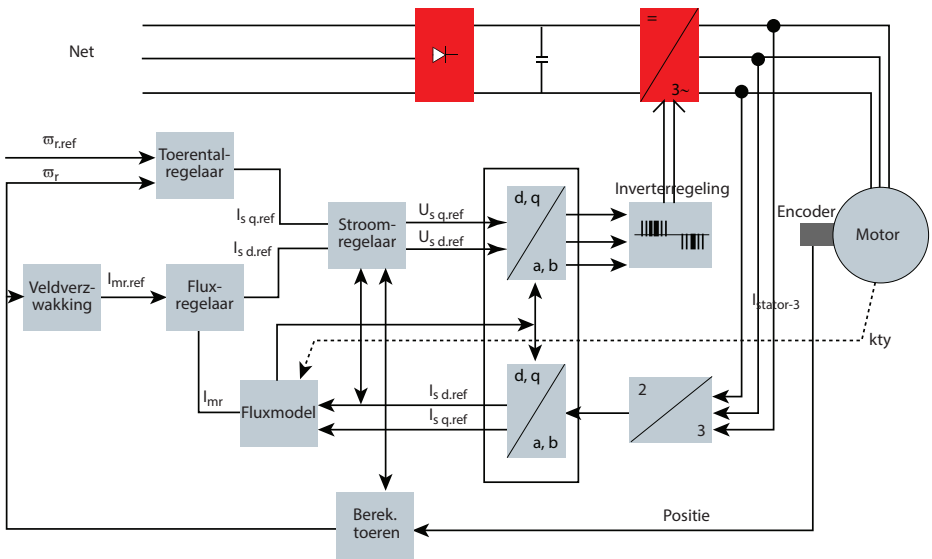 Net
=
3~
ϖr.ref
ϖr
Toerental-
regelaar
Is q.ref
Is d.ref
Stroom-
regelaar
Us q.ref
Us d.ref
d, q
a, b
Inverterregeling
Encoder
Motor
Veldverz-
wakking
Imr.ref
Flux-
regelaar
Istator-3
kty
Imr
Fluxmodel
Is d.ref
Is q.ref
d, q
a, b
2
3
Berek.
toeren
Positie